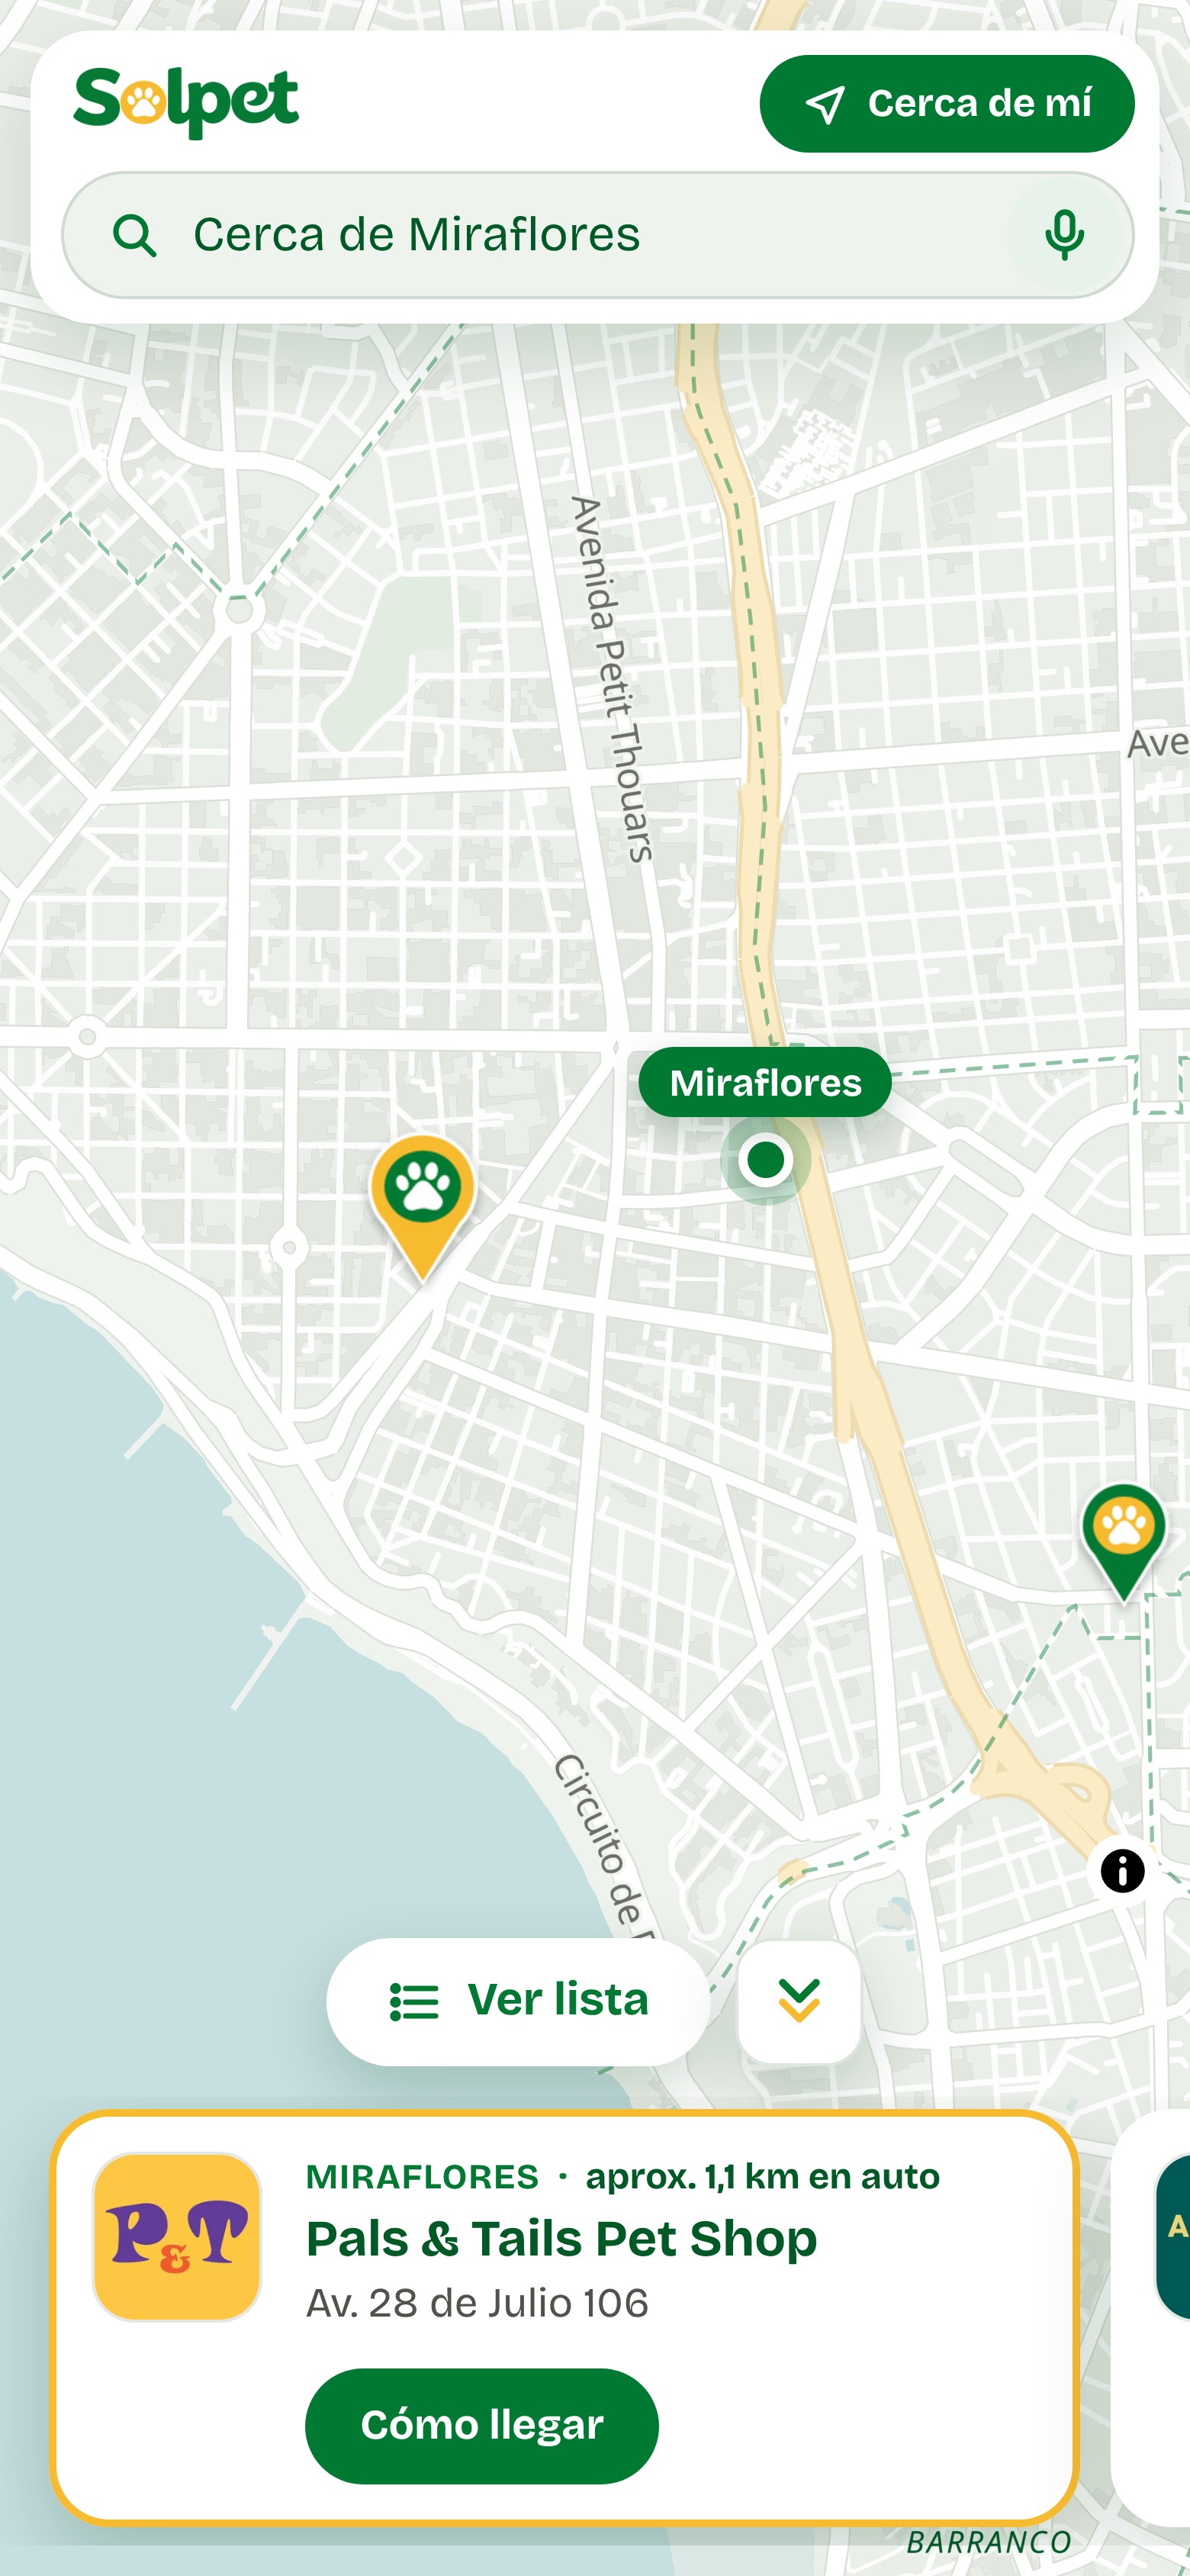 Solpet
Cerca de mí
Cerca de Miraflores
Avenida Petit Thouars
Ave
Miraflores
Circuito de
Ver lista
MIRAFLORES · aprox. 1,1 km en auto
P&T
Pals & Tails Pet Shop
A
Av. 28 de Julio 106
Cómo llegar
BARRANCO